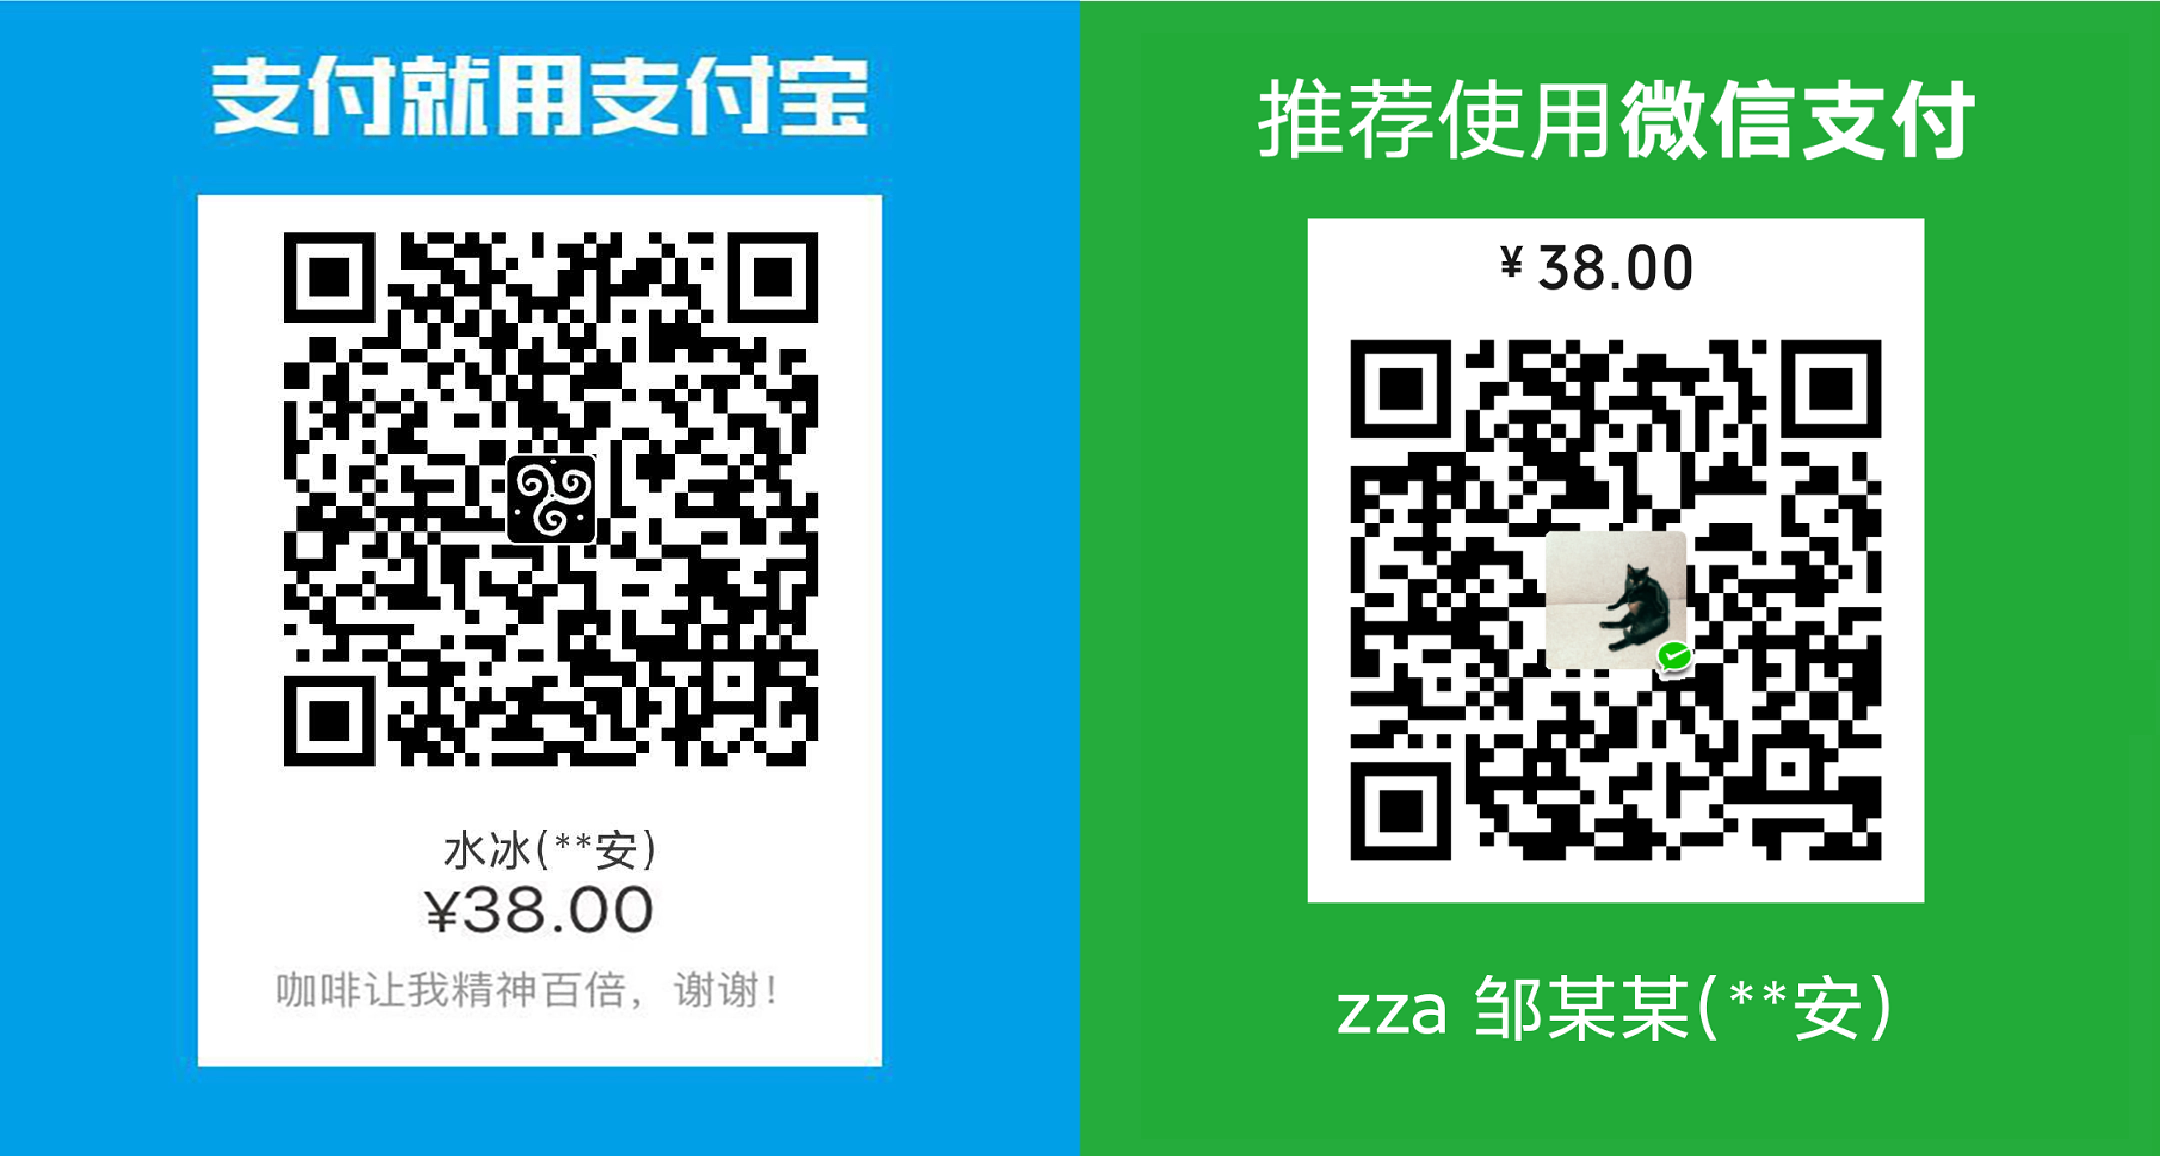 支付就用支付宝
水冰(**安)
¥38.00
咖啡让我精神百倍，谢谢！
推荐使用微信支付
¥ 38.00
zza 邹某某(**安)